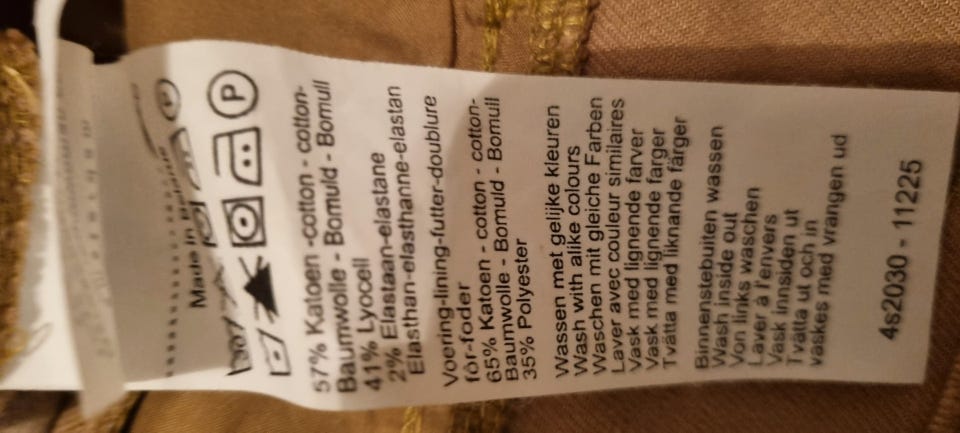 Made in
P
57% Katoen -cotton - cotton-
Baumwolle - Bomuld - Bomull
41% Lyocell
2% Elastaan-elastane
Elasthan-elasthanne-elastan
Voering-lining-futter-doublure
fôr-foder
65% Katoen - cotton - cotton-
Baumwolle - Bomuld - Bomull
35% Polyester
Wassen met gelijke kleuren
Wash with alike colours
Waschen mit gleiche Farben
Laver avec couleur similaires
Vask med lignende farver
Vask med lignende farger
Tvätta med liknande färger
Binnenstebuiten wassen
Wash inside out
Von links waschen
Laver à l'envers
Vask innsiden ut
Tvätta ut och in
vaskes med vrangen ud
4s2030 - 11225